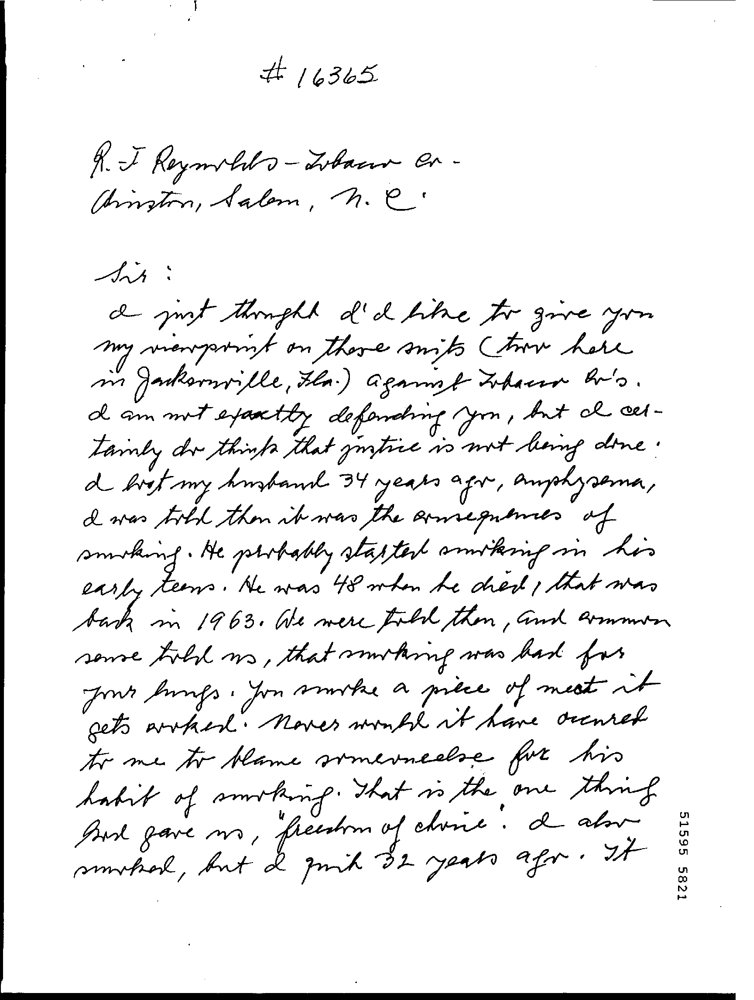 # 16365
R. J Reynolds - Tobacco Co -
Winston, Salem, N. C.
Sir :
I just thought I'd like to give you
my viewpoint on these suits (two here
in Jacksonville, Fla.) against Tobacco Co's.
I am not exactly defending you, but I cer-
tainly do think that justice is not being done.
I lost my husband 34 years ago, emphysema,
I was told then it was the consequences of
smoking. He probably started smoking in his
early teens. He was 48 when he died, that was
back in 1963. We were told then, and common
sense told us, that smoking was bad for
your lungs. You smoke a piece of meat it
gets cooked. Never would it have occured
to me to blame someoneelse for his
habit of smoking. That is the one thing
God gave us, "freedom of choice". I also
smoked, but I quit 32 years ago. It
51595 5821